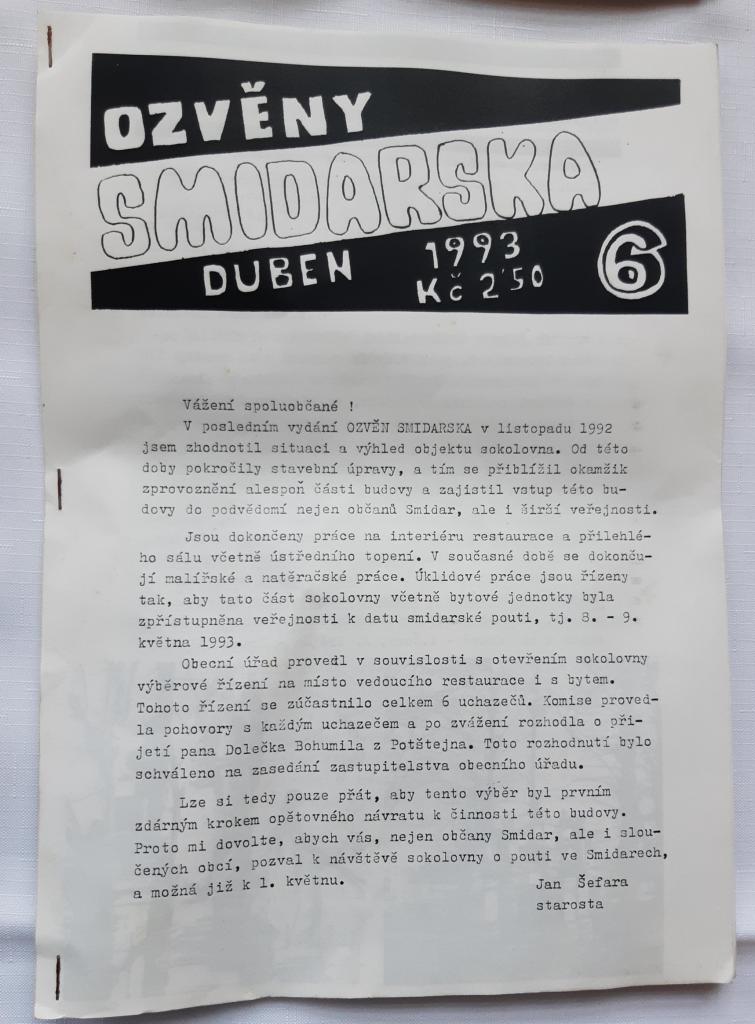 OZVĚNY
SMIDARSKA
DUBEN 1993
Kč 2'50
6
Vážení spoluobčané !
V posledním vydání OZVĚN SMIDARSKA v listopadu 1992
jsem zhodnotil situaci a výhled objektu sokolovna. Od této
doby pokročily stavební úpravy, a tím se přiblížil okamžik
zprovoznění alespoň části budovy a zajistil vstup této bu-
dovy do podvědomí nejen občanů Smidar, ale i širší veřejnosti.
Jsou dokončeny práce na interiéru restaurace a přilehlé-
ho sálu včetně ústředního topení. V současné době se dokonču-
jí malířské a natěračské práce. Úklidové práce jsou řízeny
tak, aby tato část sokolovny včetně bytové jednotky byla
zpřístupněna veřejnosti k datu smidarské pouti, tj. 8. - 9.
května 1993.
Obecní úřad provedl v souvislosti s otevřením sokolovny
výběrové řízení na místo vedoucího restaurace i s bytem.
Tohoto řízení se zúčastnilo celkem 6 uchazečů. Komise proved-
la pohovory s každým uchazečem a po zvážení rozhodla o při-
jetí pana Dolečka Bohumila z Potštejna. Toto rozhodnutí bylo
schváleno na zasedání zastupitelstva obecního úřadu.
Lze si tedy pouze přát, aby tento výběr byl prvním
zdárným krokem opětovného návratu k činnosti této budovy.
Proto mi dovolte, abych vás, nejen občany Smidar, ale i slou-
čených obcí, pozval k návštěvě sokolovny o pouti ve Smidarech,
a možná již k 1. květnu.
Jan Šefara
starosta